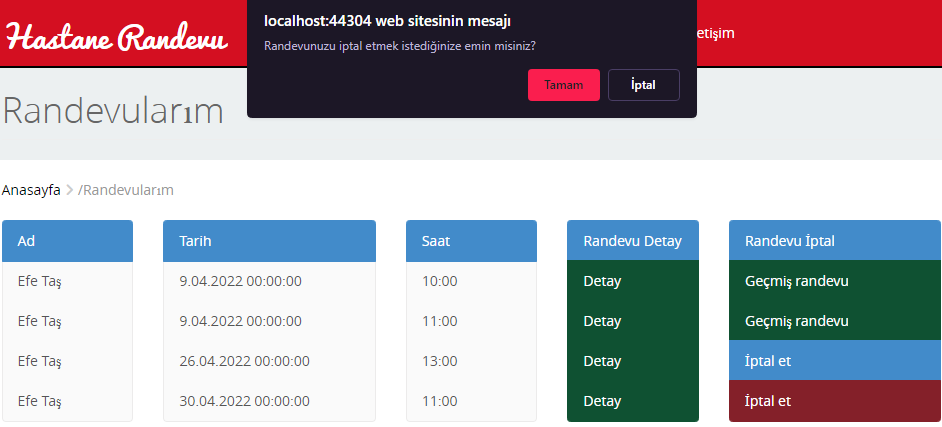 Hastane Randevu
localhost:44304 web sitesinin mesajı
Randevunuzu iptal etmek istediğinize emin misiniz?
Tamam İptal
etişim
Randevularım
Anasayfa > /Randevularım
Ad Tarih Saat Randevu Detay Randevu İptal
Efe Taş 9.04.2022 00:00:00 10:00 Detay Geçmiş randevu
Efe Taş 9.04.2022 00:00:00 11:00 Detay Geçmiş randevu
Efe Taş 26.04.2022 00:00:00 13:00 Detay İptal et
Efe Taş 30.04.2022 00:00:00 11:00 Detay İptal et